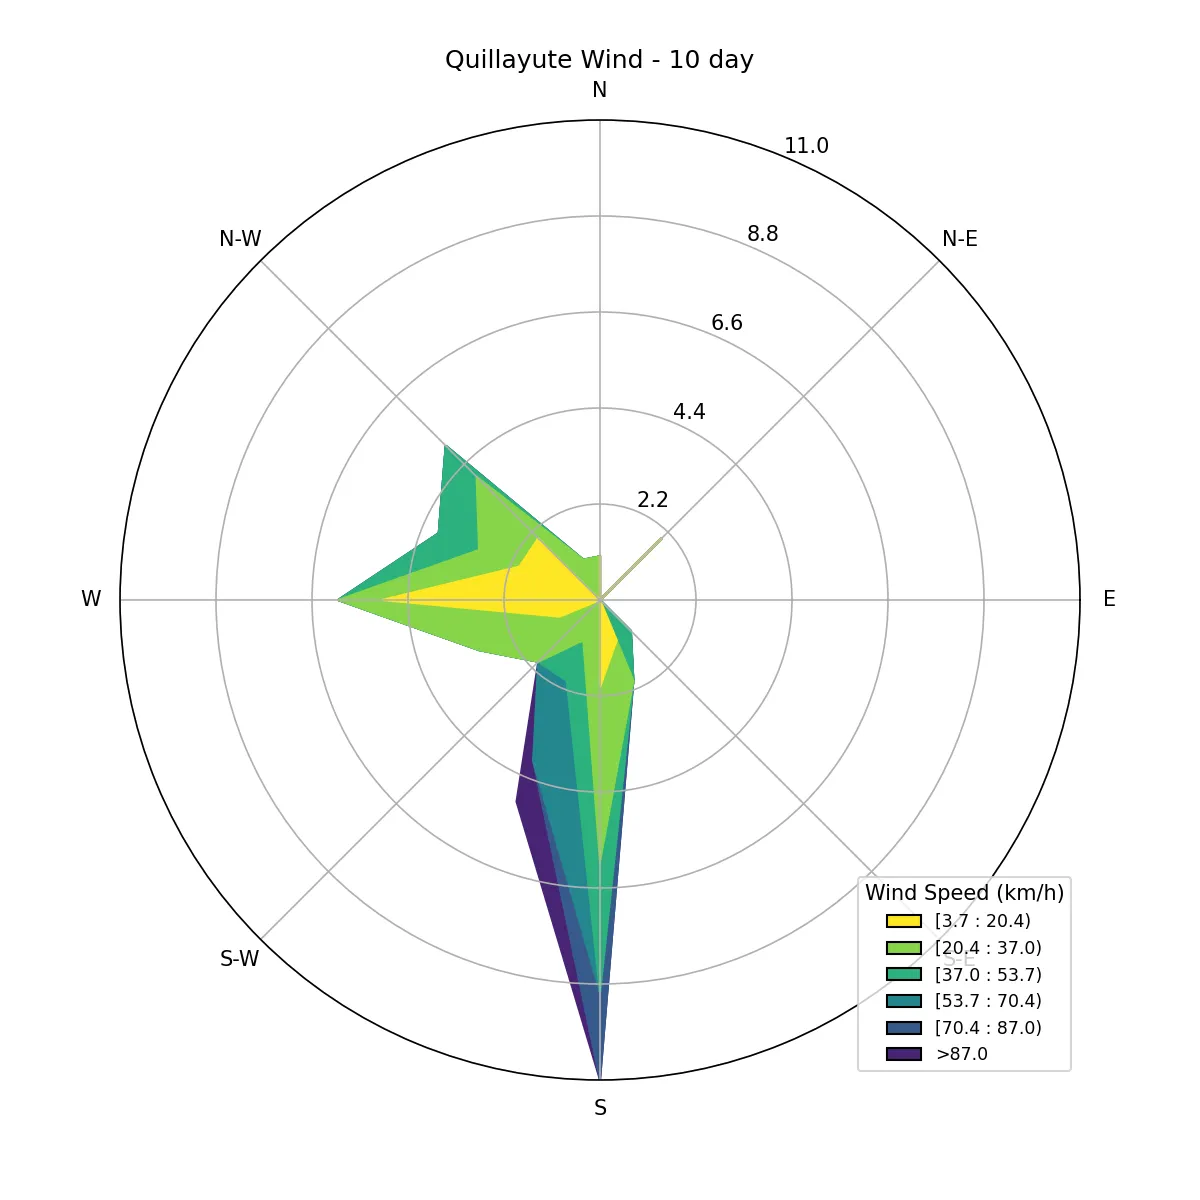 Quillayute Wind - 10 day
N
11.0
N-W
N-E
8.8
6.6
4.4
2.2
W
E
S-W
S-E
S
Wind Speed (km/h)
[3.7 : 20.4)
[20.4 : 37.0)
[37.0 : 53.7)
[53.7 : 70.4)
[70.4 : 87.0)
>87.0